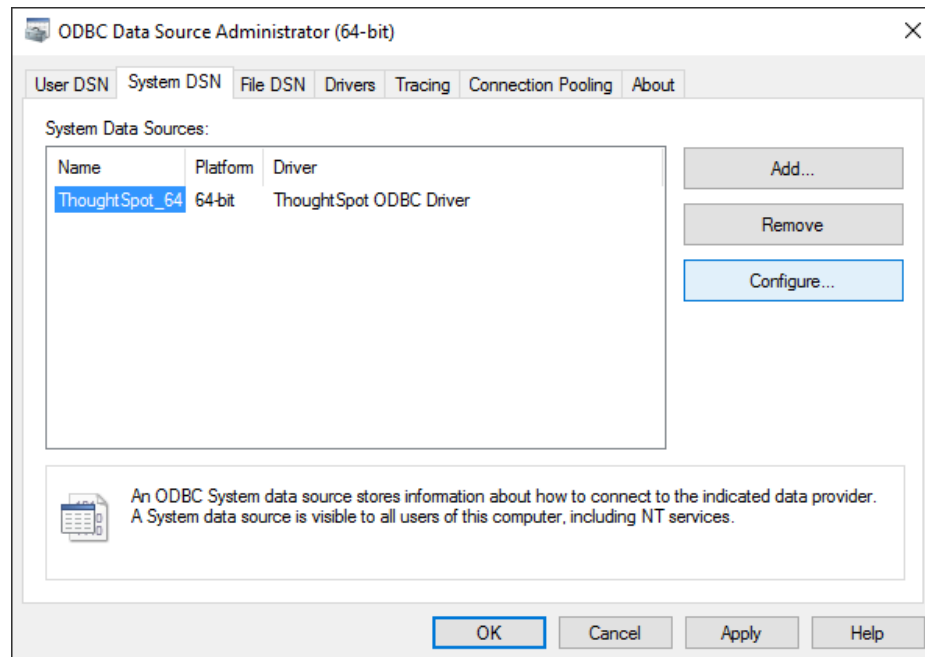 ODBC Data Source Administrator (64-bit)
User DSN System DSN File DSN Drivers Tracing Connection Pooling About
System Data Sources:
Name Platform Driver
ThoughtSpot_64 64-bit ThoughtSpot ODBC Driver
Add...
Remove
Configure...
An ODBC System data source stores information about how to connect to the indicated data provider.
A System data source is visible to all users of this computer, including NT services.
OK Cancel Apply Help